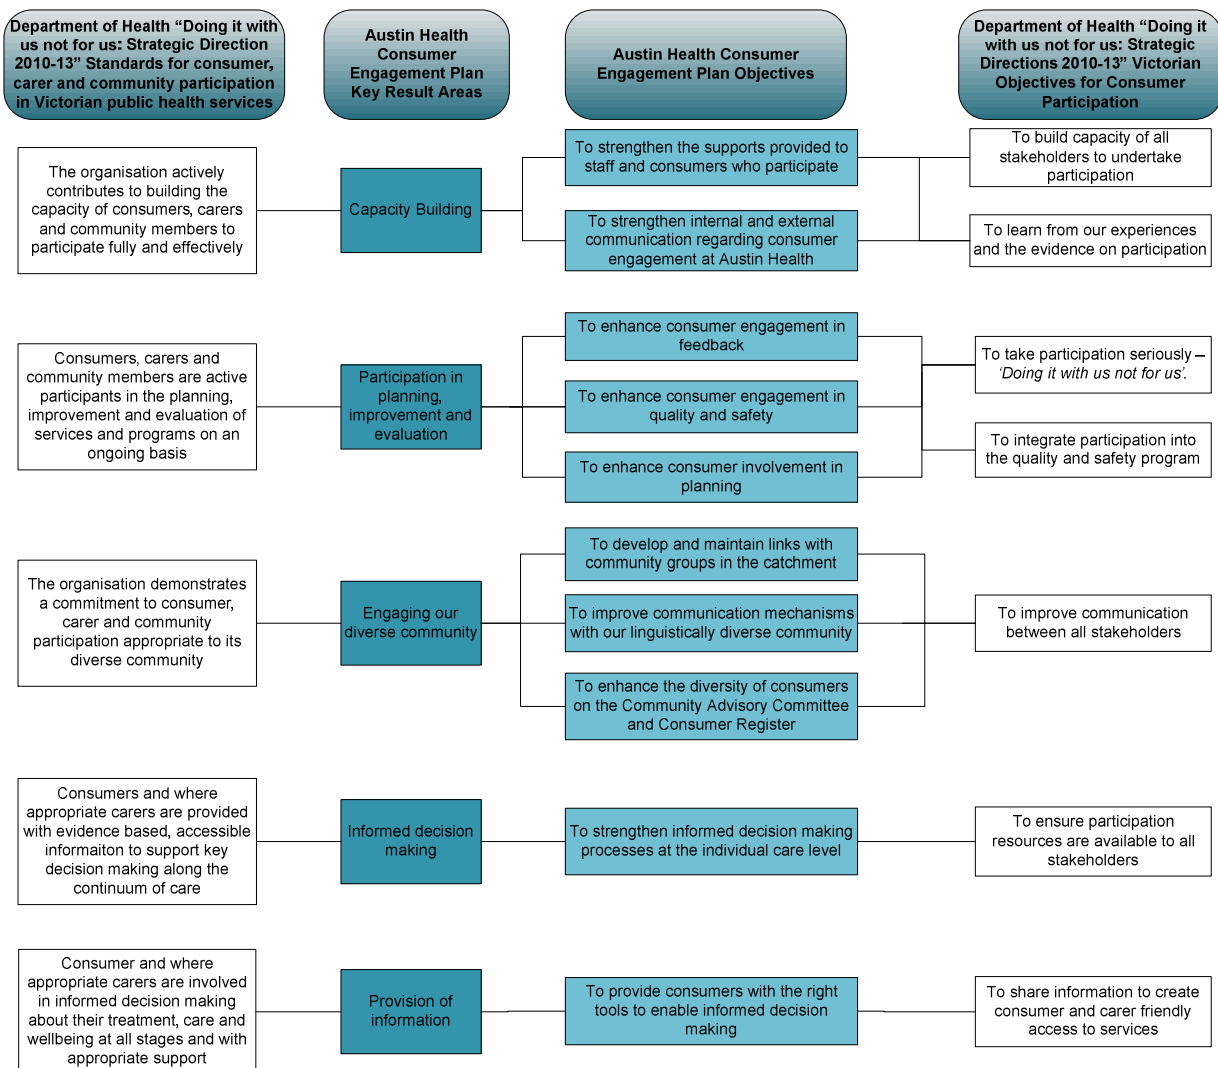 Department of Health “Doing it with
us not for us: Strategic Direction
2010-13” Standards for consumer,
carer and community participation
in Victorian public health services
Austin Health
Consumer
Engagement Plan
Key Result Areas
Austin Health Consumer
Engagement Plan Objectives
Department of Health “Doing it
with us not for us: Strategic
Directions 2010-13” Victorian
Objectives for Consumer
Participation
The organisation actively
contributes to building the
capacity of consumers, carers
and community members to
participate fully and effectively
Capacity Building
To strengthen the supports provided to
staff and consumers who participate
To strengthen internal and external
communication regarding consumer
engagement at Austin Health
To build capacity of all
stakeholders to undertake
participation
To learn from our experiences
and the evidence on participation
Consumers, carers and
community members are active
participants in the planning,
improvement and evaluation of
services and programs on an
ongoing basis
Participation in
planning,
improvement and
evaluation
To enhance consumer engagement in
feedback
To enhance consumer engagement in
quality and safety
To enhance consumer involvement in
planning
To take participation seriously –
‘Doing it with us not for us’.
To integrate participation into
the quality and safety program
The organisation demonstrates
a commitment to consumer,
carer and community
participation appropriate to its
diverse community
Engaging our
diverse community
To develop and maintain links with
community groups in the catchment
To improve communication mechanisms
with our linguistically diverse community
To enhance the diversity of consumers
on the Community Advisory Committee
and Consumer Register
To improve communication
between all stakeholders
Consumers and where
appropriate carers are provided
with evidence based, accessible
informaiton to support key
decision making along the
continuum of care
Informed decision
making
To strengthen informed decision making
processes at the individual care level
To ensure participation
resources are available to all
stakeholders
Consumer and where
appropriate carers are involved
in informed decision making
about their treatment, care and
wellbeing at all stages and with
appropriate support
Provision of
information
To provide consumers with the right
tools to enable informed decision
making
To share information to create
consumer and carer friendly
access to services